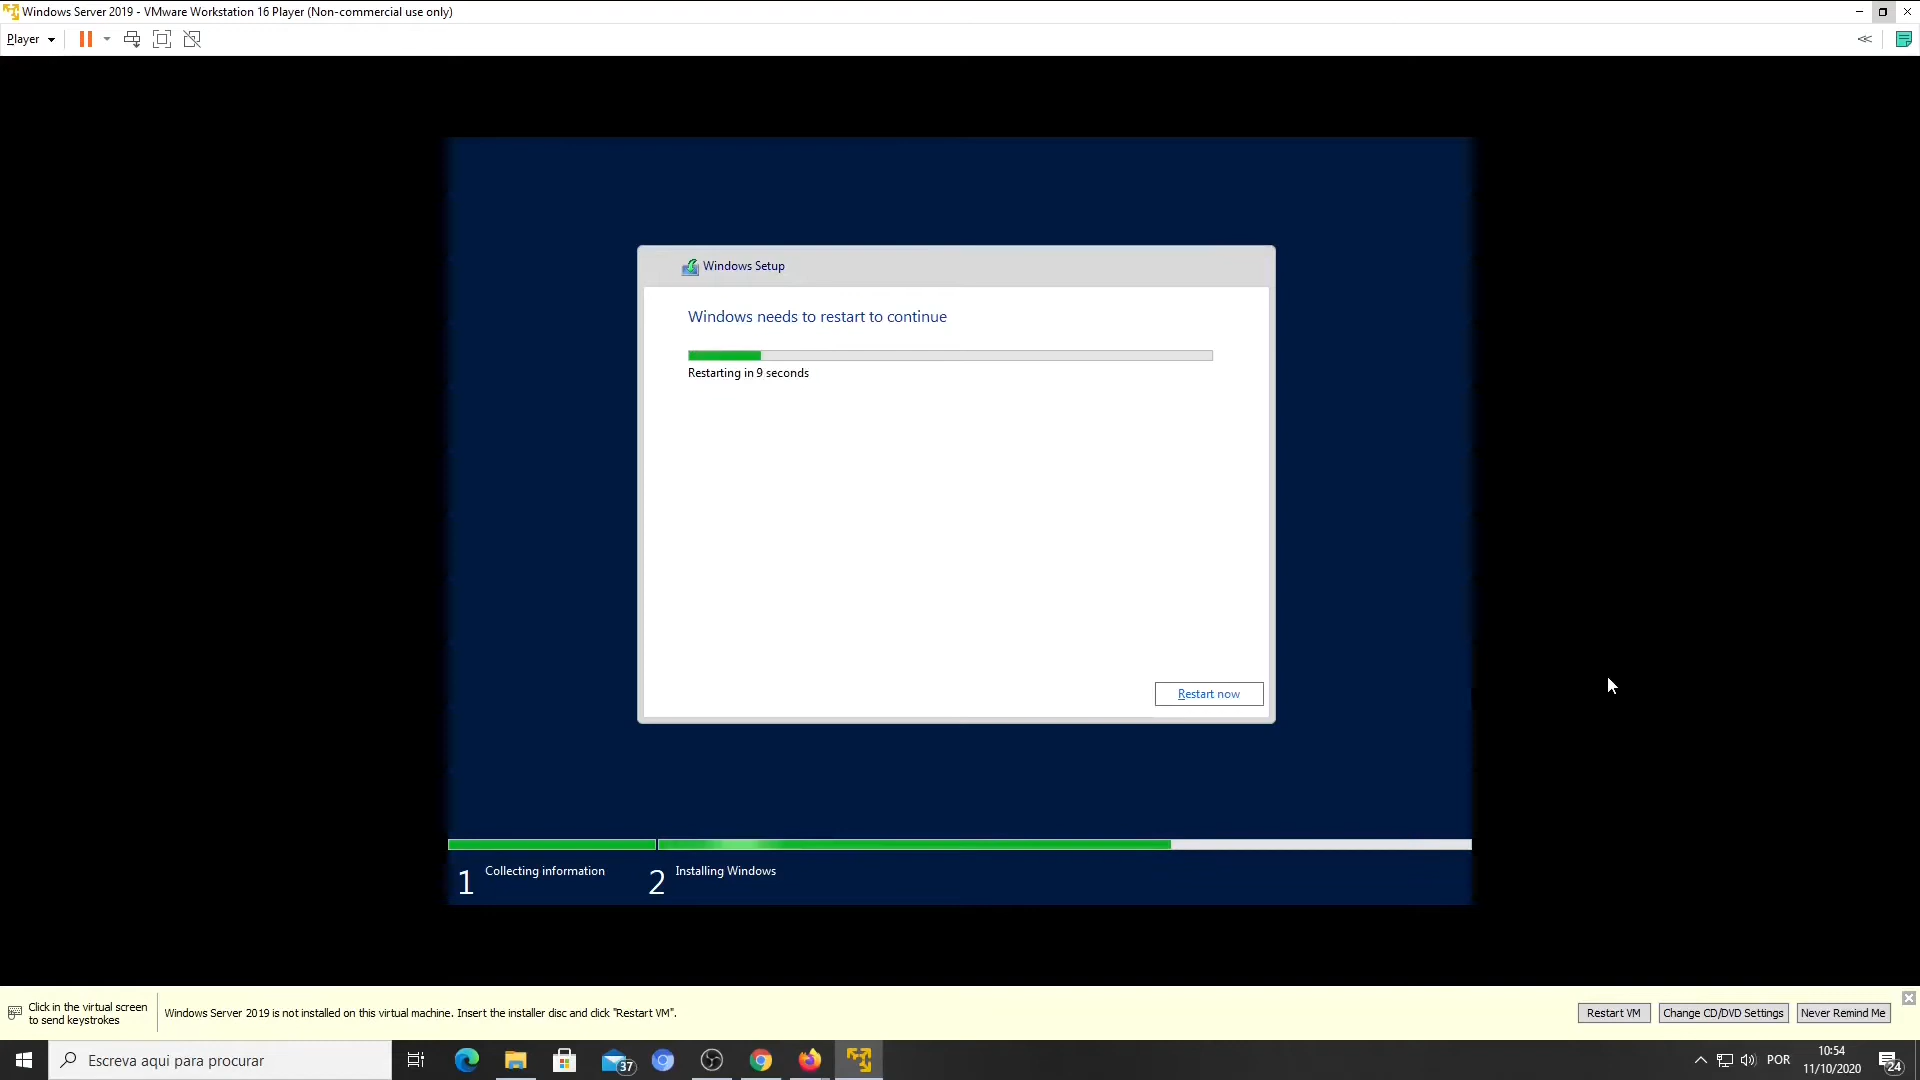 Windows Server 2019 - VMware Workstation 16 Player (Non-commercial use only)
Player
Windows Setup
Windows needs to restart to continue
Restarting in 9 seconds
Restart now
1 Collecting information
2 Installing Windows
Click in the virtual screen
to send keystrokes
Windows Server 2019 is not installed on this virtual machine. Insert the installer disc and click "Restart VM".
Restart VM
Change CD/DVD Settings
Never Remind Me
Escreva aqui para procurar
37
POR
10:54
11/10/2020
24